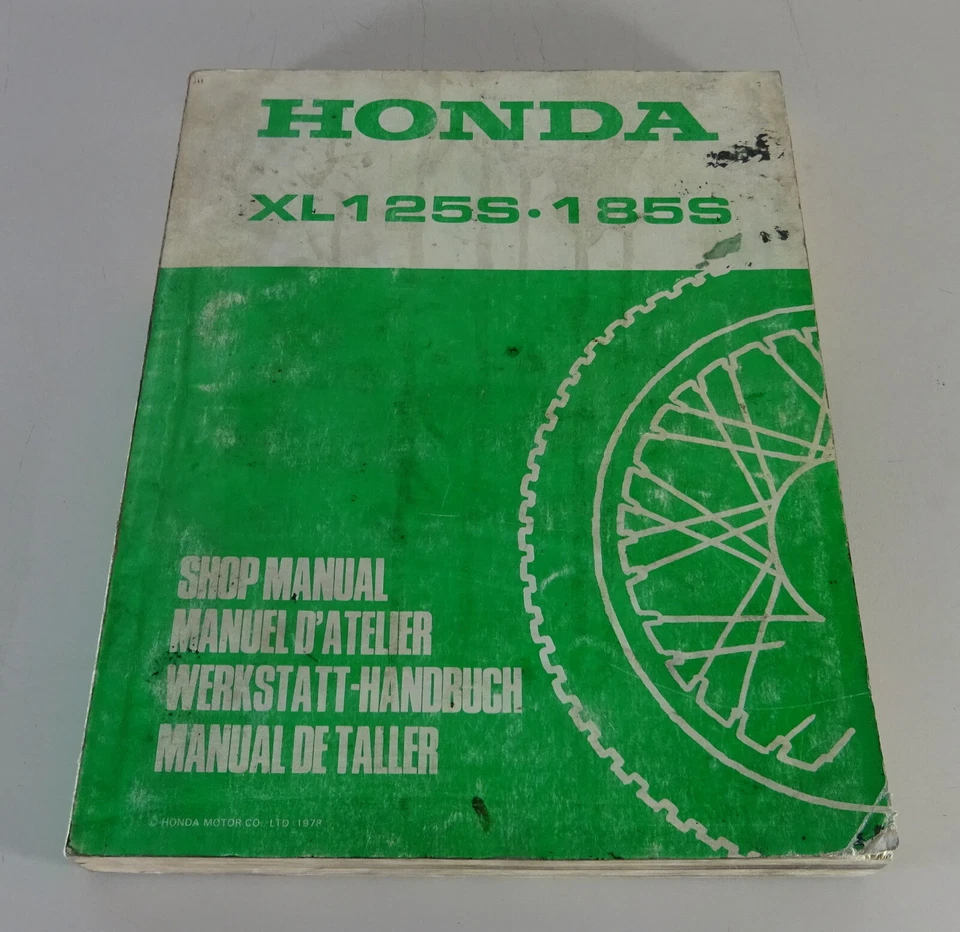 HONDA
XL125S·185S
SHOP MANUAL
MANUEL D'ATELIER
WERKSTATT-HANDBUCH
MANUAL DE TALLER
© HONDA MOTOR CO., LTD. 1978